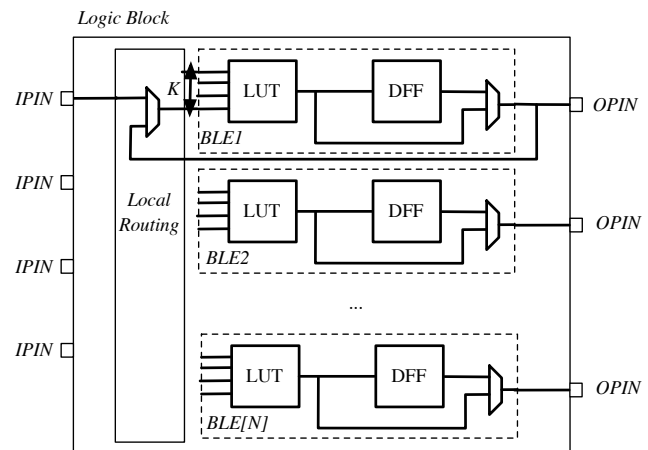 Logic Block
IPIN
K
LUT
DFF
OPIN
BLE1
IPIN
Local
Routing
LUT
DFF
OPIN
BLE2
IPIN
...
IPIN
LUT
DFF
OPIN
BLE[N]